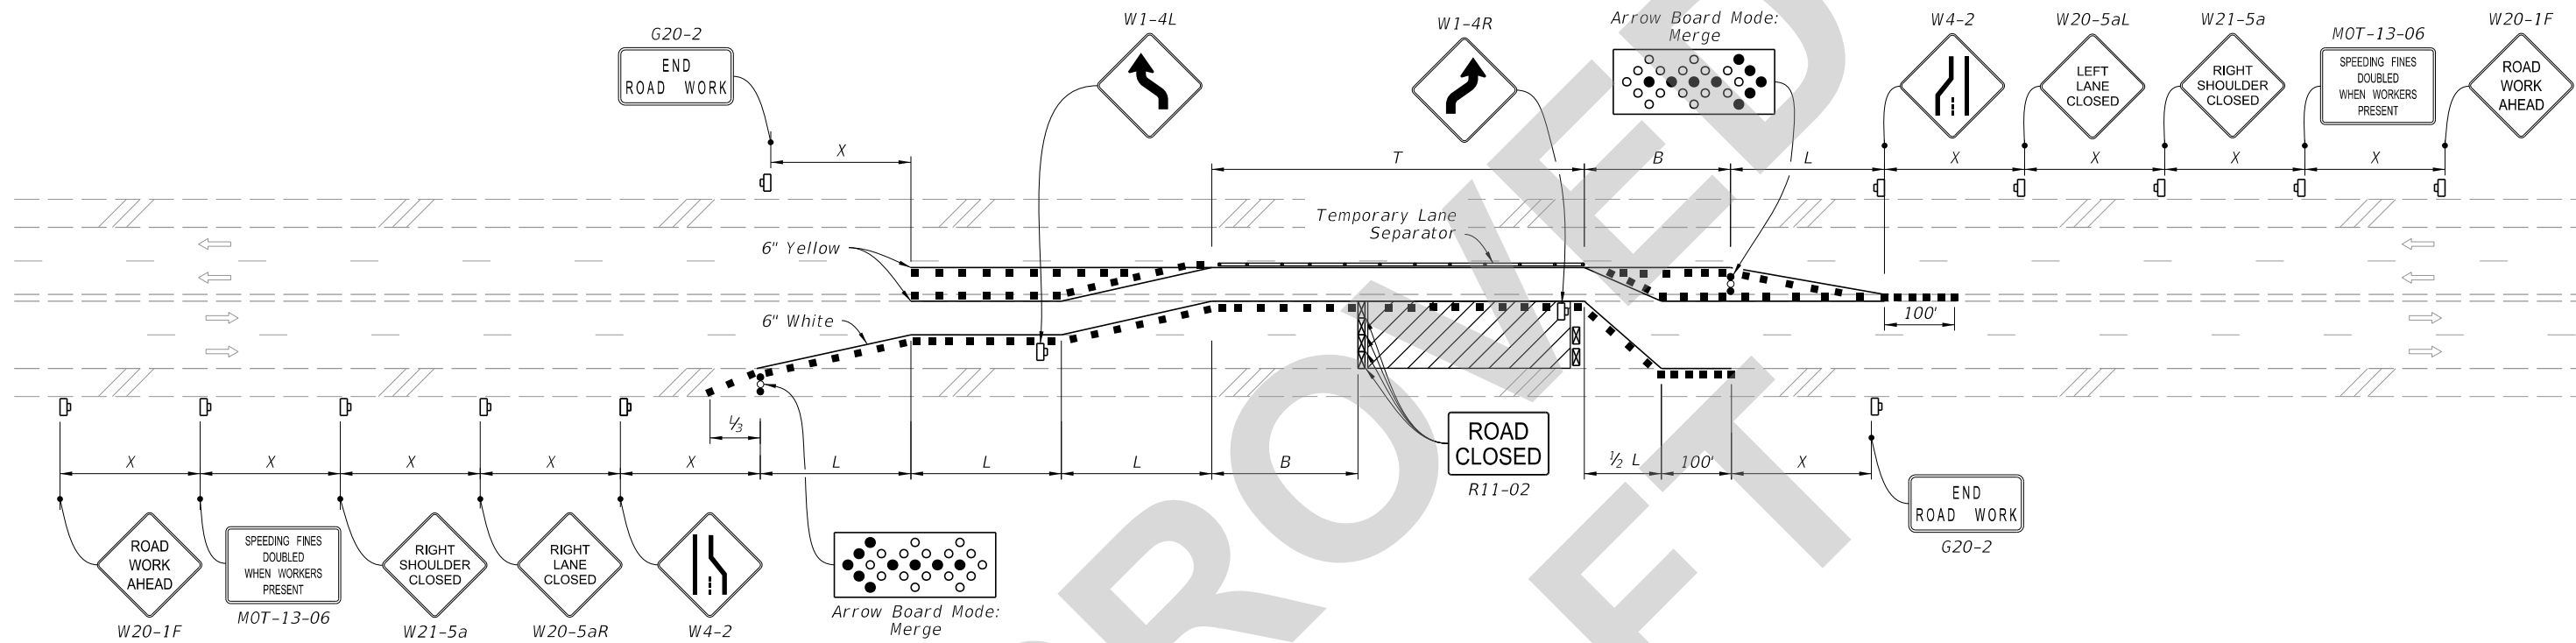 G20-2
END
ROAD WORK
W1-4L
W1-4R
Arrow Board Mode:
Merge
W4-2
W20-5aL
LEFT
LANE
CLOSED
W21-5a
RIGHT
SHOULDER
CLOSED
MOT-13-06
SPEEDING FINES
DOUBLED
WHEN WORKERS
PRESENT
W20-1F
ROAD
WORK
AHEAD
X
T
B
L
X
X
X
X
Temporary Lane
Separator
6" Yellow
6" White
100'
1/3
X
X
X
X
X
L
L
L
B
1/2 L
100'
X
ROAD
CLOSED
R11-02
ROAD
WORK
AHEAD
W20-1F
SPEEDING FINES
DOUBLED
WHEN WORKERS
PRESENT
MOT-13-06
RIGHT
SHOULDER
CLOSED
W21-5a
RIGHT
LANE
CLOSED
W20-5aR
W4-2
Arrow Board Mode:
Merge
END
ROAD WORK
G20-2